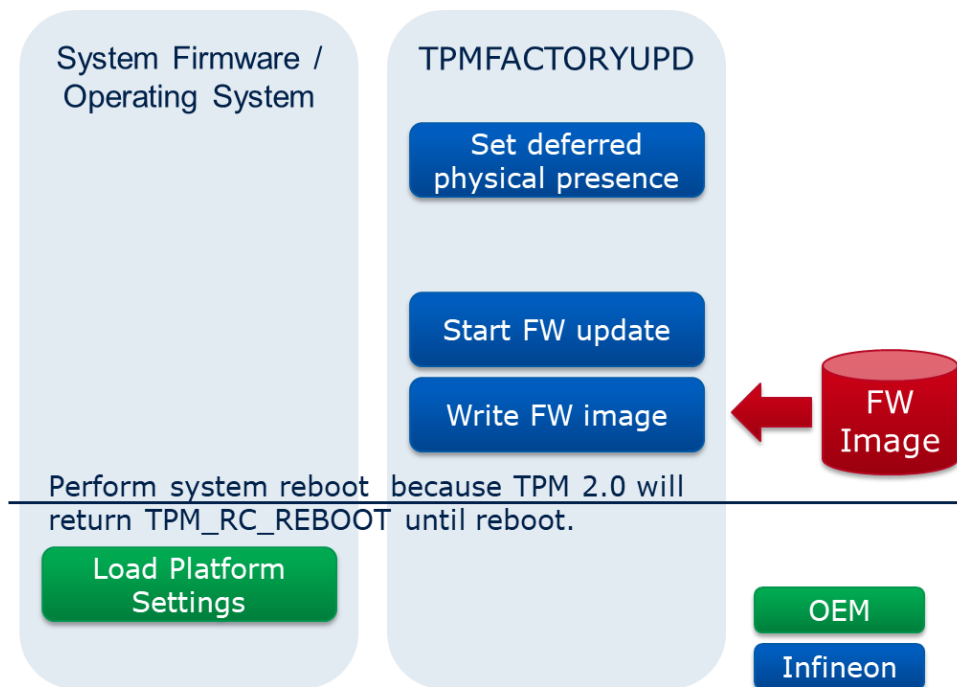 System Firmware /
Operating System
TPMFACTORYUPD
Set deferred
physical presence
Start FW update
Write FW image
FW
Image
Perform system reboot because TPM 2.0 will
return TPM_RC_REBOOT until reboot.
Load Platform
Settings
OEM
Infineon